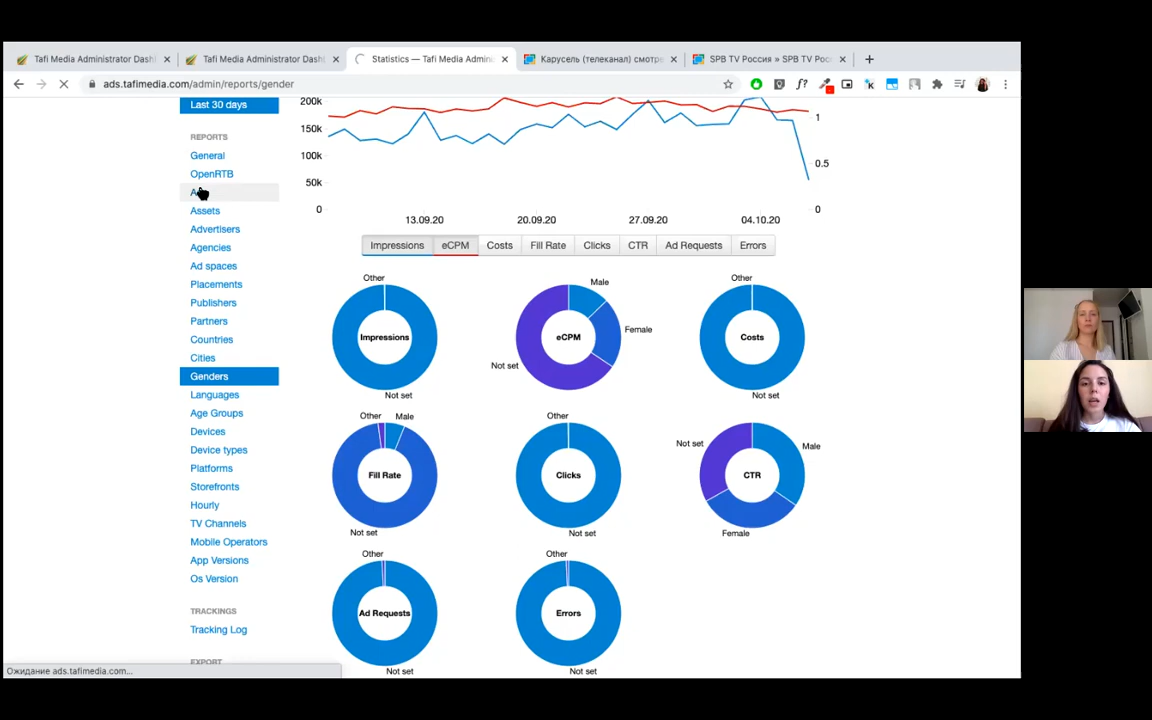 Tafi Media Administrator Dash
Tafi Media Administrator Dash
Statistics — Tafi Media Admin
Карусель (телеканал) смотре
SPB TV Россия » SPB TV Рос
ads.tafimedia.com/admin/reports/gender
Last 30 days
REPORTS
General
OpenRTB
Assets
Advertisers
Agencies
Ad spaces
Placements
Publishers
Partners
Countries
Cities
Genders
Languages
Age Groups
Devices
Device types
Platforms
Storefronts
Hourly
TV Channels
Mobile Operators
App Versions
Os Version
TRACKINGS
Tracking Log
EXPORT
200k
150k
100k
50k
0
1
0.5
0
13.09.20
20.09.20
27.09.20
04.10.20
Impressions
eCPM
Costs
Fill Rate
Clicks
CTR
Ad Requests
Errors
Other
Impressions
Not set
Male
Female
eCPM
Not set
Other
Costs
Not set
Other
Male
Fill Rate
Not set
Other
Clicks
Not set
Not set
Male
CTR
Female
Other
Ad Requests
Not set
Other
Errors
Not set
Ожидание ads.tafimedia.com...